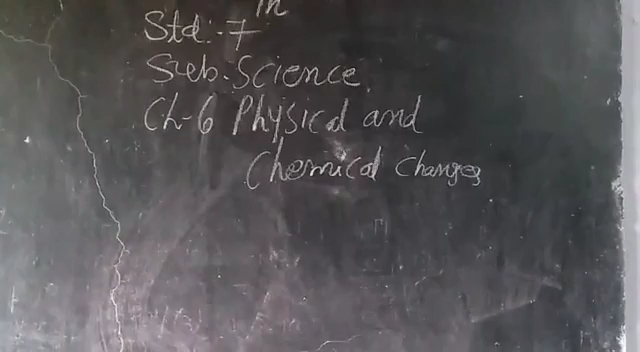 Std:-7th
Sub-Science
Ch-6 Physical and
Chemical Changes